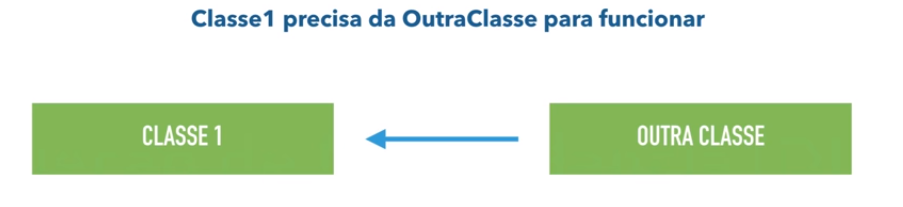 Classe1 precisa da OutraClasse para funcionar
CLASSE 1
OUTRA CLASSE